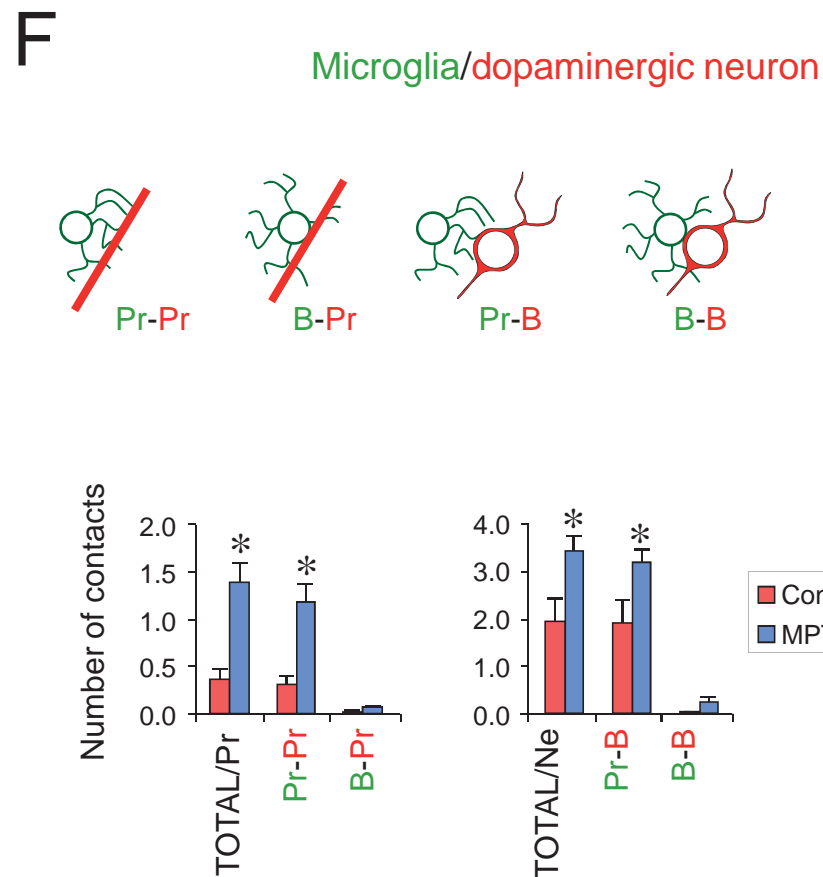 F
Microglia/dopaminergic neuron
Pr-Pr
B-Pr
Pr-B
B-B
Number of contacts
2.0
1.5
1.0
0.5
0.0
*
*
TOTAL/Pr
Pr-Pr
B-Pr
4.0
3.0
2.0
1.0
0.0
*
*
TOTAL/Ne
Pr-B
B-B